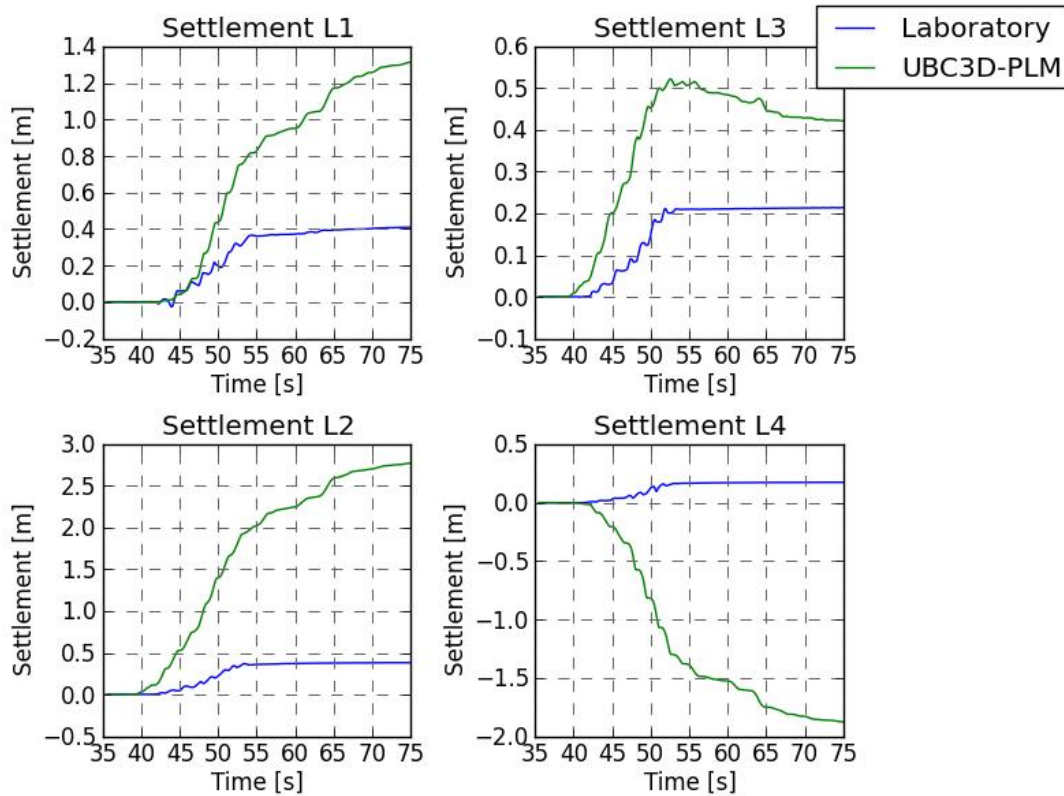 Settlement L1
1.4
1.2
1.0
0.8
0.6
0.4
0.2
0.0
−0.2
Settlement [m]
35 40 45 50 55 60 65 70 75
Time [s]
Settlement L3
0.6
0.5
0.4
0.3
0.2
0.1
0.0
−0.1
Settlement [m]
35 40 45 50 55 60 65 70 75
Time [s]
Laboratory
UBC3D-PLM
Settlement L2
3.0
2.5
2.0
1.5
1.0
0.5
0.0
−0.5
Settlement [m]
35 40 45 50 55 60 65 70 75
Time [s]
Settlement L4
0.5
0.0
−0.5
−1.0
−1.5
−2.0
Settlement [m]
35 40 45 50 55 60 65 70 75
Time [s]